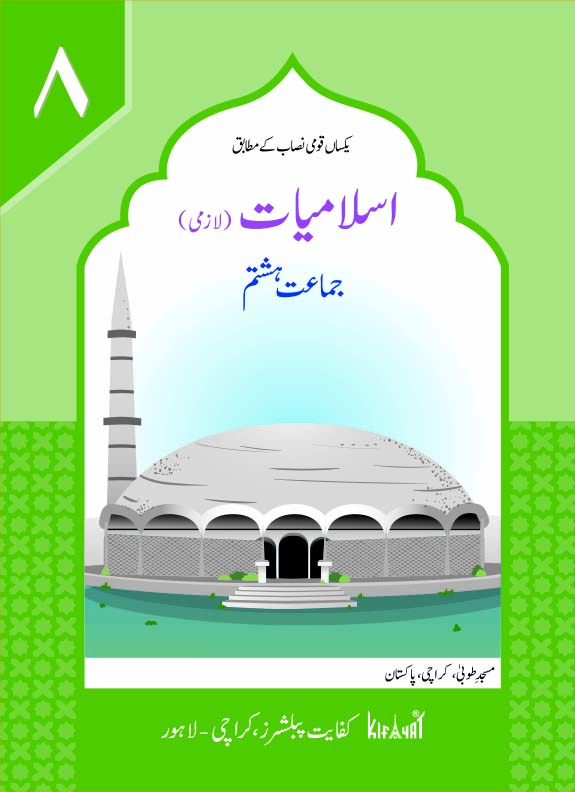 ۸
یکساں قومی نصاب کے مطابق
اسلامیات (لازمی)
جماعت ہشتم
مسجدِ طوبیٰ، کراچی، پاکستان
KIFAYAT® کفایت پبلشرز، کراچی - لاہور